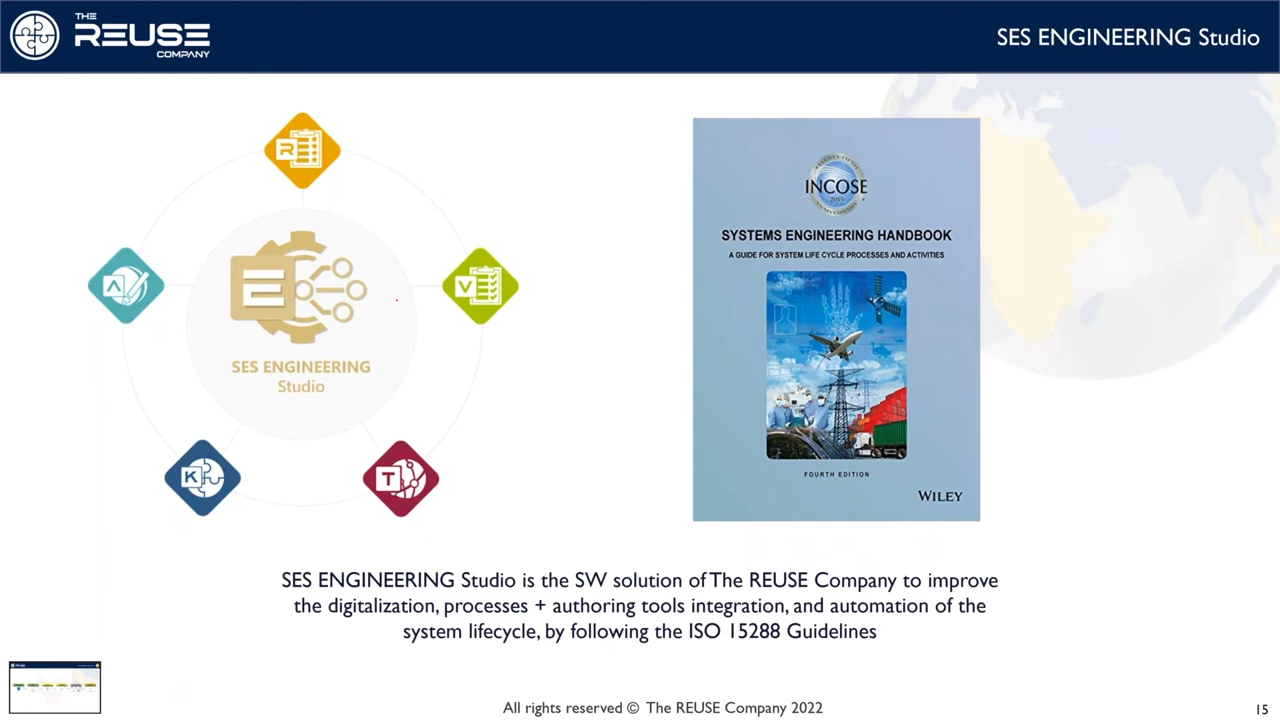 THE
REUSE
COMPANY
SES ENGINEERING Studio
R
A
V
E
SES ENGINEERING
Studio
K
T
INCOSE
2015
SYSTEMS ENGINEERING HANDBOOK
A GUIDE FOR SYSTEM LIFE CYCLE PROCESSES AND ACTIVITIES
FOURTH EDITION
WILEY
SES ENGINEERING Studio is the SW solution of The REUSE Company to improve
the digitalization, processes + authoring tools integration, and automation of the
system lifecycle, by following the ISO 15288 Guidelines
All rights reserved © The REUSE Company 2022
15